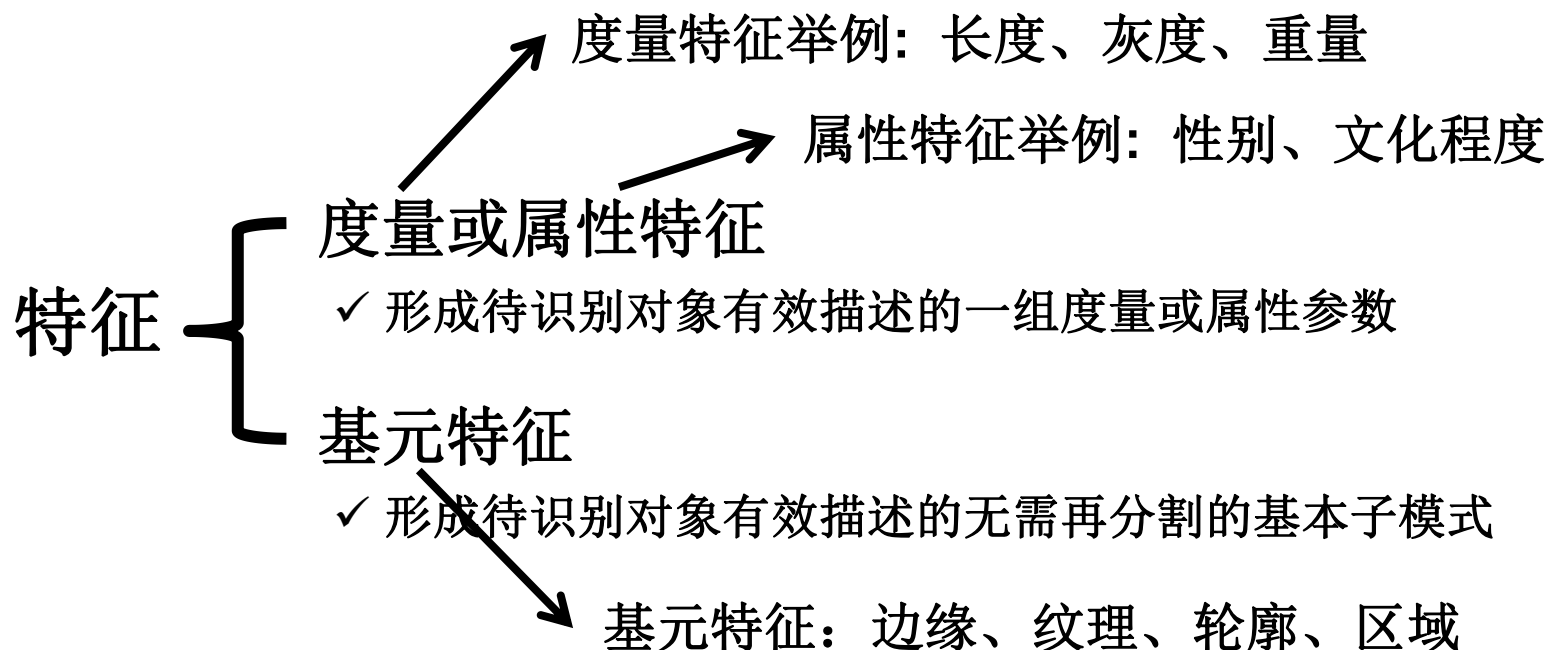 度量特征举例: 长度、灰度、重量
属性特征举例: 性别、文化程度
度量或属性特征
特征
✓ 形成待识别对象有效描述的一组度量或属性参数
基元特征
✓ 形成待识别对象有效描述的无需再分割的基本子模式
基元特征：边缘、纹理、轮廓、区域